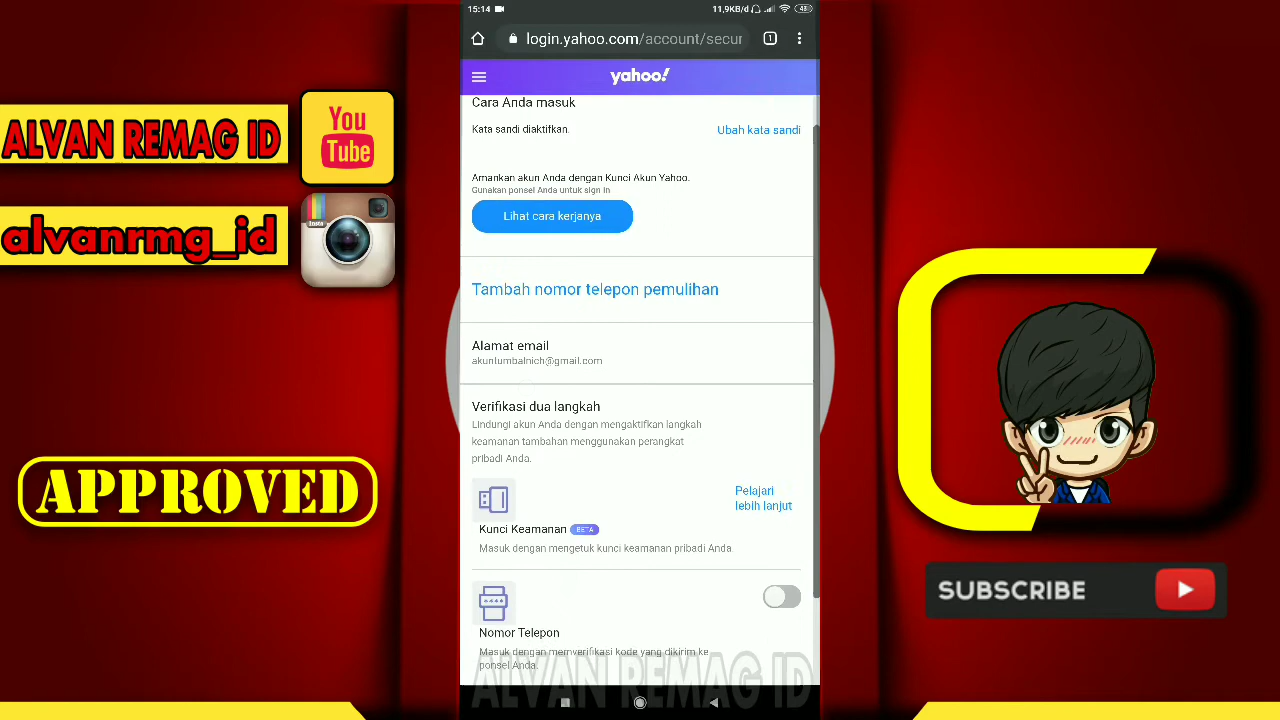 ALVAN REMAG ID
You
Tube
alvanrmg_id
Insta
APPROVED
15:14
11,9KB/d
48
login.yahoo.com/account/secur
1
yahoo!
Cara Anda masuk
Kata sandi diaktifkan.
Ubah kata sandi
Amankan akun Anda dengan Kunci Akun Yahoo.
Gunakan ponsel Anda untuk sign in
Lihat cara kerjanya
Tambah nomor telepon pemulihan
Alamat email
akuntumbalnich@gmail.com
Verifikasi dua langkah
Lindungi akun Anda dengan mengaktifkan langkah
keamanan tambahan menggunakan perangkat
pribadi Anda.
Pelajari
lebih lanjut
Kunci Keamanan BETA
Masuk dengan mengetuk kunci keamanan pribadi Anda.
Nomor Telepon
Masuk dengan memverifikasi kode yang dikirim ke
ponsel Anda.
ALVAN REMAG ID
SUBSCRIBE